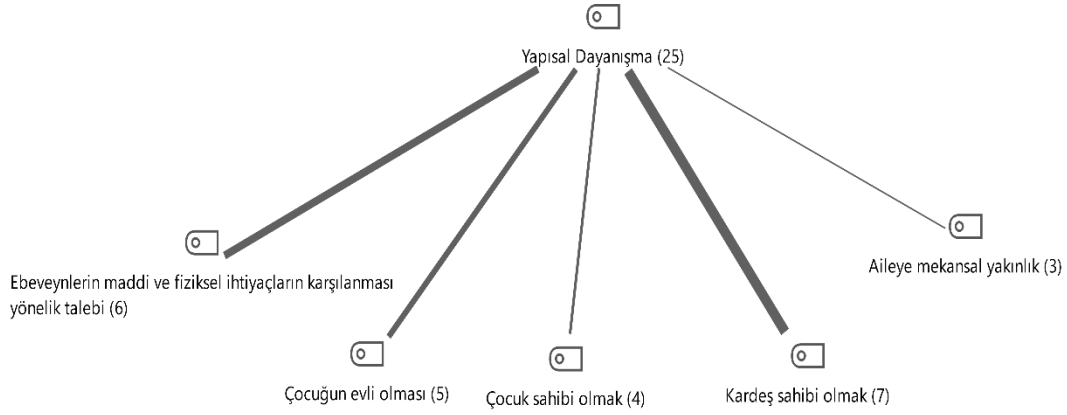 Yapısal Dayanışma (25)
Ebeveynlerin maddi ve fiziksel ihtiyaçların karşılanması
yönelik talebi (6)
Çocuğun evli olması (5)
Çocuk sahibi olmak (4)
Kardeş sahibi olmak (7)
Aileye mekansal yakınlık (3)